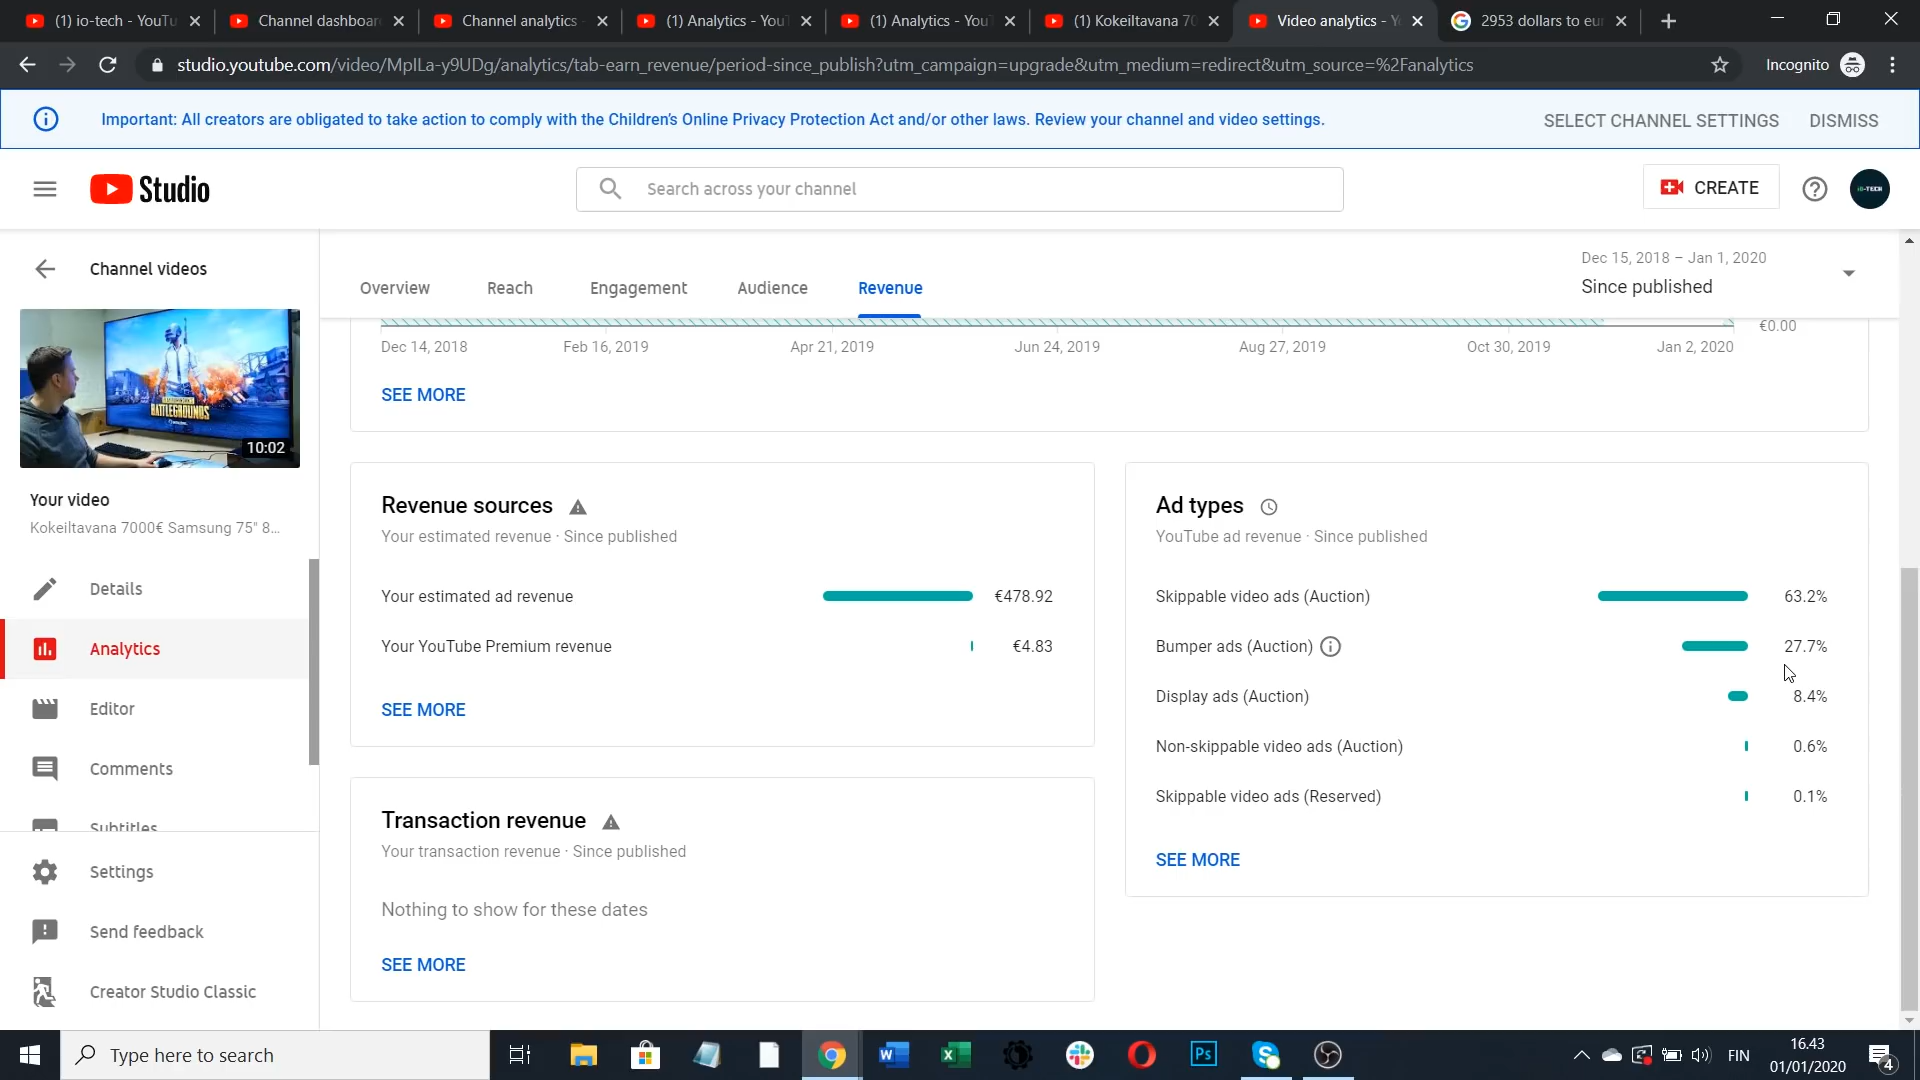 (1) io-tech - YouTu
Channel dashboar
Channel analytics -
(1) Analytics - You
(1) Analytics - You
(1) Kokeiltavana 70
Video analytics - Y
2953 dollars to eu
studio.youtube.com/video/MpILa-y9UDg/analytics/tab-earn_revenue/period-since_publish?utm_campaign=upgrade&utm_medium=redirect&utm_source=%2Fanalytics
Incognito
Important: All creators are obligated to take action to comply with the Children's Online Privacy Protection Act and/or other laws. Review your channel and video settings.
SELECT CHANNEL SETTINGS
DISMISS
Studio
Search across your channel
CREATE
iO-TECH
Channel videos
Overview
Reach
Engagement
Audience
Revenue
Dec 15, 2018 – Jan 1, 2020
Since published
€0.00
Dec 14, 2018
Feb 16, 2019
Apr 21, 2019
Jun 24, 2019
Aug 27, 2019
Oct 30, 2019
Jan 2, 2020
SEE MORE
BATTLEGROUNDS
10:02
Your video
Kokeiltavana 7000€ Samsung 75" 8...
Details
Analytics
Editor
Comments
Subtitles
Settings
Send feedback
Creator Studio Classic
Revenue sources
Your estimated revenue · Since published
Your estimated ad revenue
€478.92
Your YouTube Premium revenue
€4.83
SEE MORE
Transaction revenue
Your transaction revenue · Since published
Nothing to show for these dates
SEE MORE
Ad types
YouTube ad revenue · Since published
Skippable video ads (Auction)
63.2%
Bumper ads (Auction)
27.7%
Display ads (Auction)
8.4%
Non-skippable video ads (Auction)
0.6%
Skippable video ads (Reserved)
0.1%
SEE MORE
Type here to search
FIN
16.43
01/01/2020
4